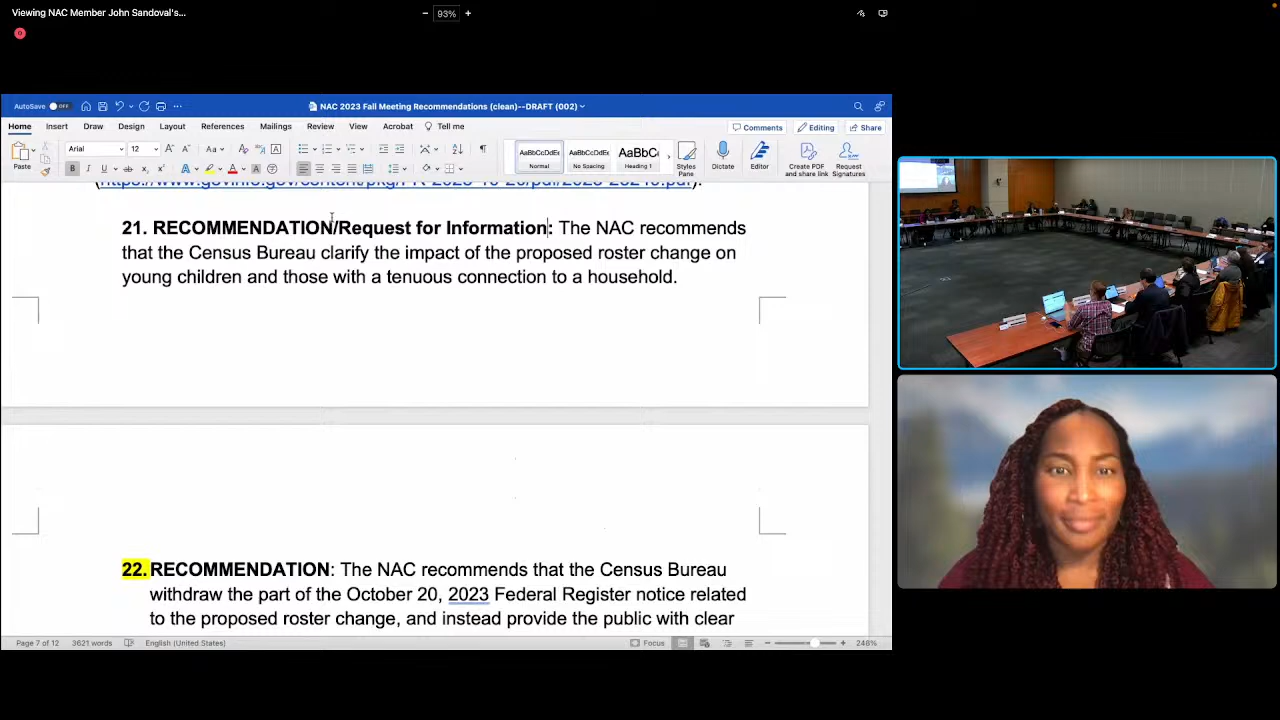 Viewing NAC Member John Sandoval's...
− 93% +
AutoSave OFF
NAC 2023 Fall Meeting Recommendations (clean)--DRAFT (002)
Home Insert Draw Design Layout References Mailings Review View Acrobat Tell me
Comments Editing Share
Paste
Arial 12
AaBbCcDdEe AaBbCcDdEe AaBbCc
Normal No Spacing Heading 1
Styles Pane
Dictate
Editor
Create PDF and share link
Request Signatures
21. RECOMMENDATION/Request for Information: The NAC recommends
that the Census Bureau clarify the impact of the proposed roster change on
young children and those with a tenuous connection to a household.
22. RECOMMENDATION: The NAC recommends that the Census Bureau
withdraw the part of the October 20, 2023 Federal Register notice related
to the proposed roster change, and instead provide the public with clear
Page 7 of 12 3621 words English (United States) Focus 246%